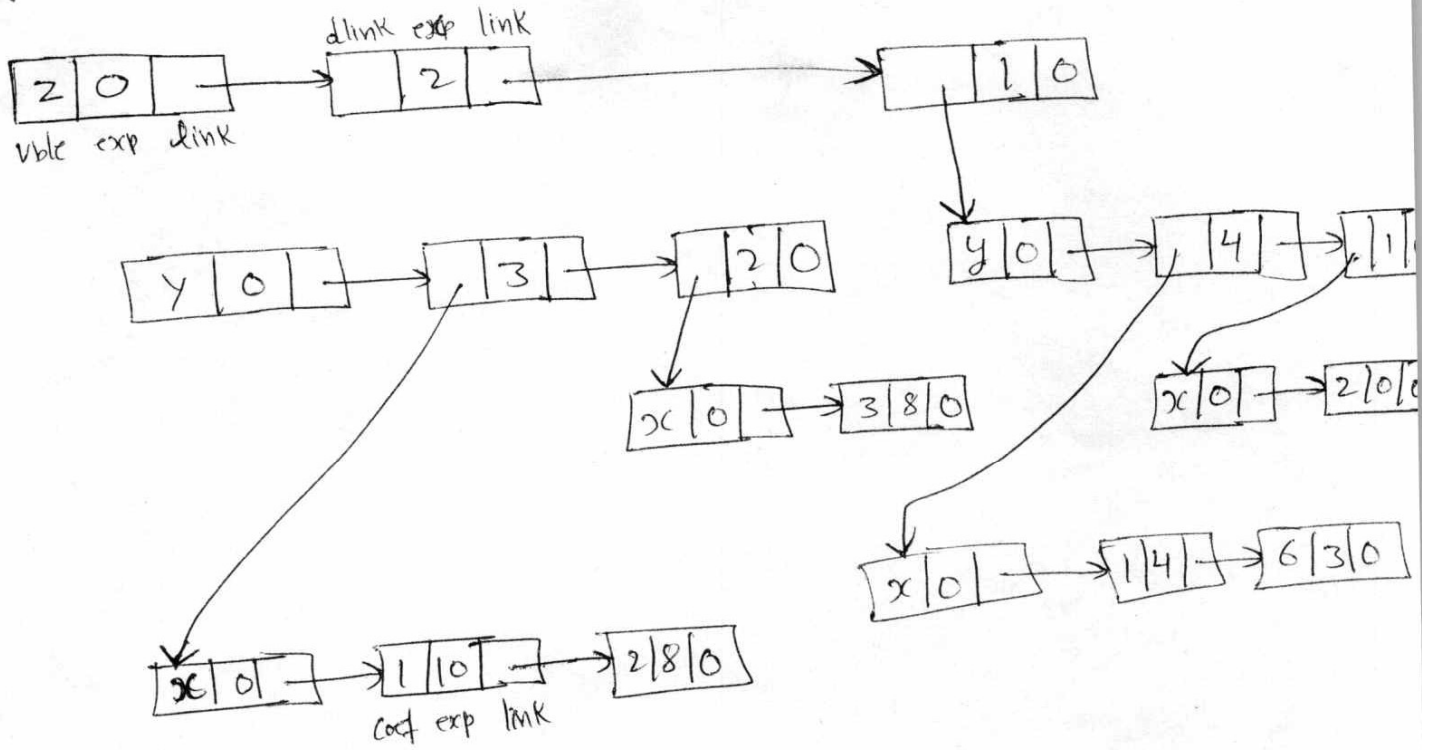 dlink exp link
z 0 2 1 0
vble exp dlink
y 0 3 2 0 y 0 4 1
x 0 3 8 0 x 0 2 0
x 0 1 4 6 3 0
x 0 1 10 2 8 0
coef exp link